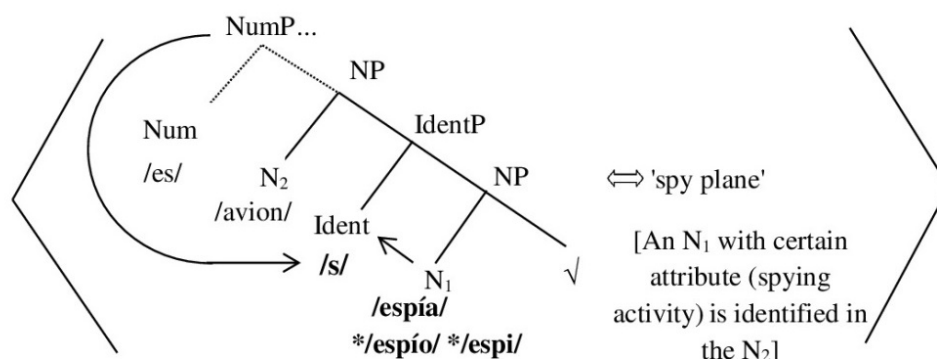 NumP...
NP
Num
IdentP
/es/
N₂
NP
⇔ 'spy plane'
/avion/
Ident
[An N₁ with certain
/s/
N₁
√
attribute (spying
/espía/
activity) is identified in
*/espío/ */espi/
the N₂]